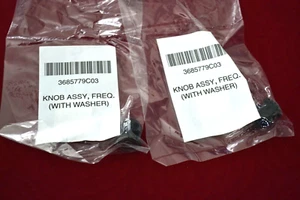 3685779C03
KNOB ASSY, FREQ.
(WITH WASHER)
3685779C03
KNOB ASSY, FREQ.
(WITH WASHER)